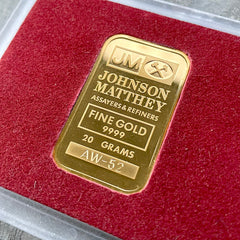 JM
JOHNSON
MATTHEY
ASSAYERS & REFINERS
FINE GOLD
9999
20 GRAMS
AW-52